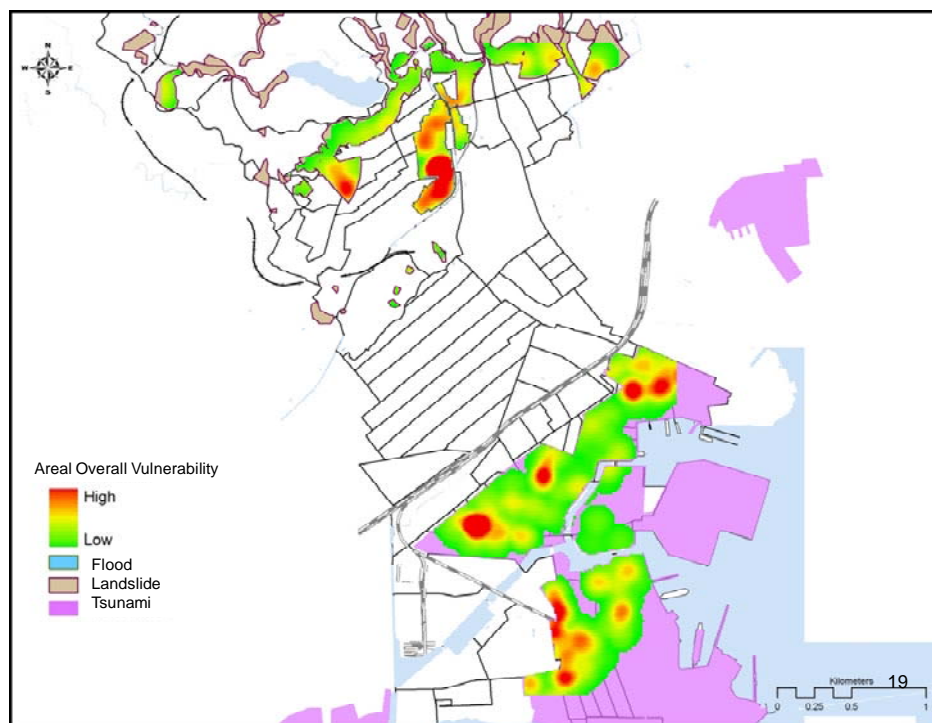 N
W E
S
Areal Overall Vulnerability
High
Low
Flood
Landslide
Tsunami
Kilometers 19
0 0.25 0.5 1